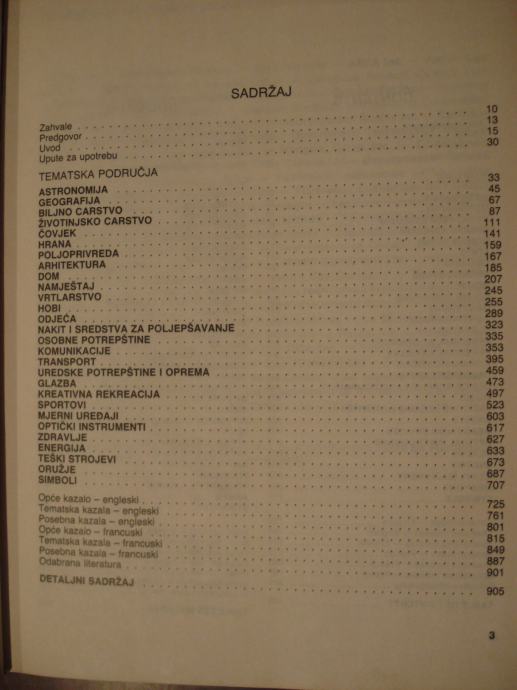 SADRŽAJ
Zahvale . . . . . . . . . . 10
Predgovor . . . . . . . . . . 13
Uvod . . . . . . . . . . 15
Upute za upotrebu . . . . . . . . . . 30
TEMATSKA PODRUČJA
ASTRONOMIJA . . . . . . . . . . 33
GEOGRAFIJA . . . . . . . . . . 45
BILJNO CARSTVO . . . . . . . . . . 67
ŽIVOTINJSKO CARSTVO . . . . . . . . . . 87
ČOVJEK . . . . . . . . . . 111
HRANA . . . . . . . . . . 141
POLJOPRIVREDA . . . . . . . . . . 159
ARHITEKTURA . . . . . . . . . . 167
DOM . . . . . . . . . . 185
NAMJEŠTAJ . . . . . . . . . . 207
VRTLARSTVO . . . . . . . . . . 245
HOBI . . . . . . . . . . 255
ODJEĆA . . . . . . . . . . 289
NAKIT I SREDSTVA ZA POLJEPŠAVANJE . . . . . . . . . . 323
OSOBNE POTREPŠTINE . . . . . . . . . . 335
KOMUNIKACIJE . . . . . . . . . . 353
TRANSPORT . . . . . . . . . . 395
UREDSKE POTREPŠTINE I OPREMA . . . . . . . . . . 459
GLAZBA . . . . . . . . . . 473
KREATIVNA REKREACIJA . . . . . . . . . . 497
SPORTOVI . . . . . . . . . . 523
MJERNI UREĐAJI . . . . . . . . . . 603
OPTIČKI INSTRUMENTI . . . . . . . . . . 617
ZDRAVLJE . . . . . . . . . . 627
ENERGIJA . . . . . . . . . . 633
TEŠKI STROJEVI . . . . . . . . . . 673
ORUŽJE . . . . . . . . . . 687
SIMBOLI . . . . . . . . . . 707
Opće kazalo – engleski . . . . . . . . . . 725
Tematska kazala – engleski . . . . . . . . . . 761
Posebna kazala – engleski . . . . . . . . . . 801
Opće kazalo – francuski . . . . . . . . . . 815
Tematska kazala – francuski . . . . . . . . . . 849
Posebna kazala – francuski . . . . . . . . . . 887
Odabrana literatura . . . . . . . . . . 901
DETALJNI SADRŽAJ . . . . . . . . . . 905
3